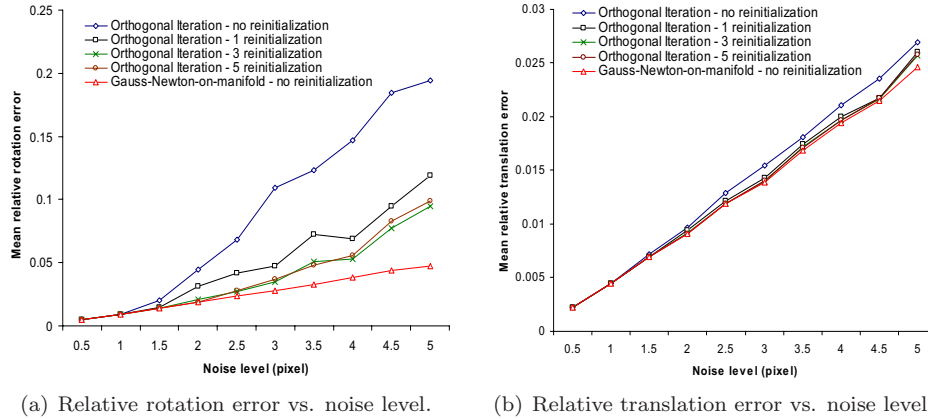 0.25
0.2
0.15
0.1
0.05
0
Mean relative rotation error
Orthogonal Iteration - no reinitialization
Orthogonal Iteration - 1 reinitialization
Orthogonal Iteration - 3 reinitialization
Orthogonal Iteration - 5 reinitialization
Gauss-Newton-on-manifold - no reinitialization
0.5 1 1.5 2 2.5 3 3.5 4 4.5 5
Noise level (pixel)
(a) Relative rotation error vs. noise level.
0.03
0.025
0.02
0.015
0.01
0.005
0
Mean relative translation error
Orthogonal Iteration - no reinitialization
Orthogonal Iteration - 1 reinitialization
Orthogonal Iteration - 3 reinitialization
Orthogonal Iteration - 5 reinitialization
Gauss-Newton-on-manifold - no reinitialization
0.5 1 1.5 2 2.5 3 3.5 4 4.5 5
Noise level (pixel)
(b) Relative translation error vs. noise level